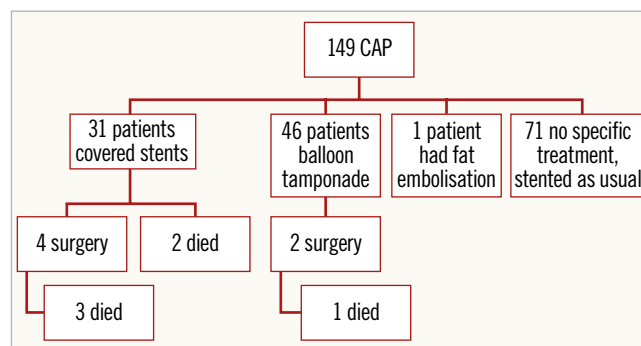 149 CAP
31 patients
covered stents
46 patients
balloon
tamponade
1 patient
had fat
embolisation
71 no specific
treatment,
stented as usual
4 surgery
2 died
2 surgery
3 died
1 died